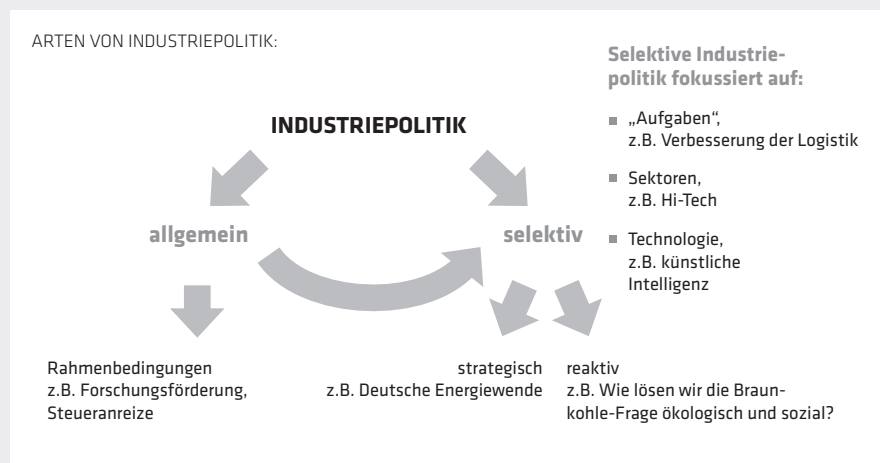 ARTEN VON INDUSTRIEPOLITIK:
INDUSTRIEPOLITIK
allgemein
selektiv
Rahmenbedingungen
z.B. Forschungsförderung,
Steueranreize
strategisch
z.B. Deutsche Energiewende
reaktiv
z.B. Wie lösen wir die Braun-
kohle-Frage ökologisch und sozial?
Selektive Industrie-
politik fokussiert auf:
„Aufgaben“,
z.B. Verbesserung der Logistik
Sektoren,
z.B. Hi-Tech
Technologie,
z.B. künstliche
Intelligenz